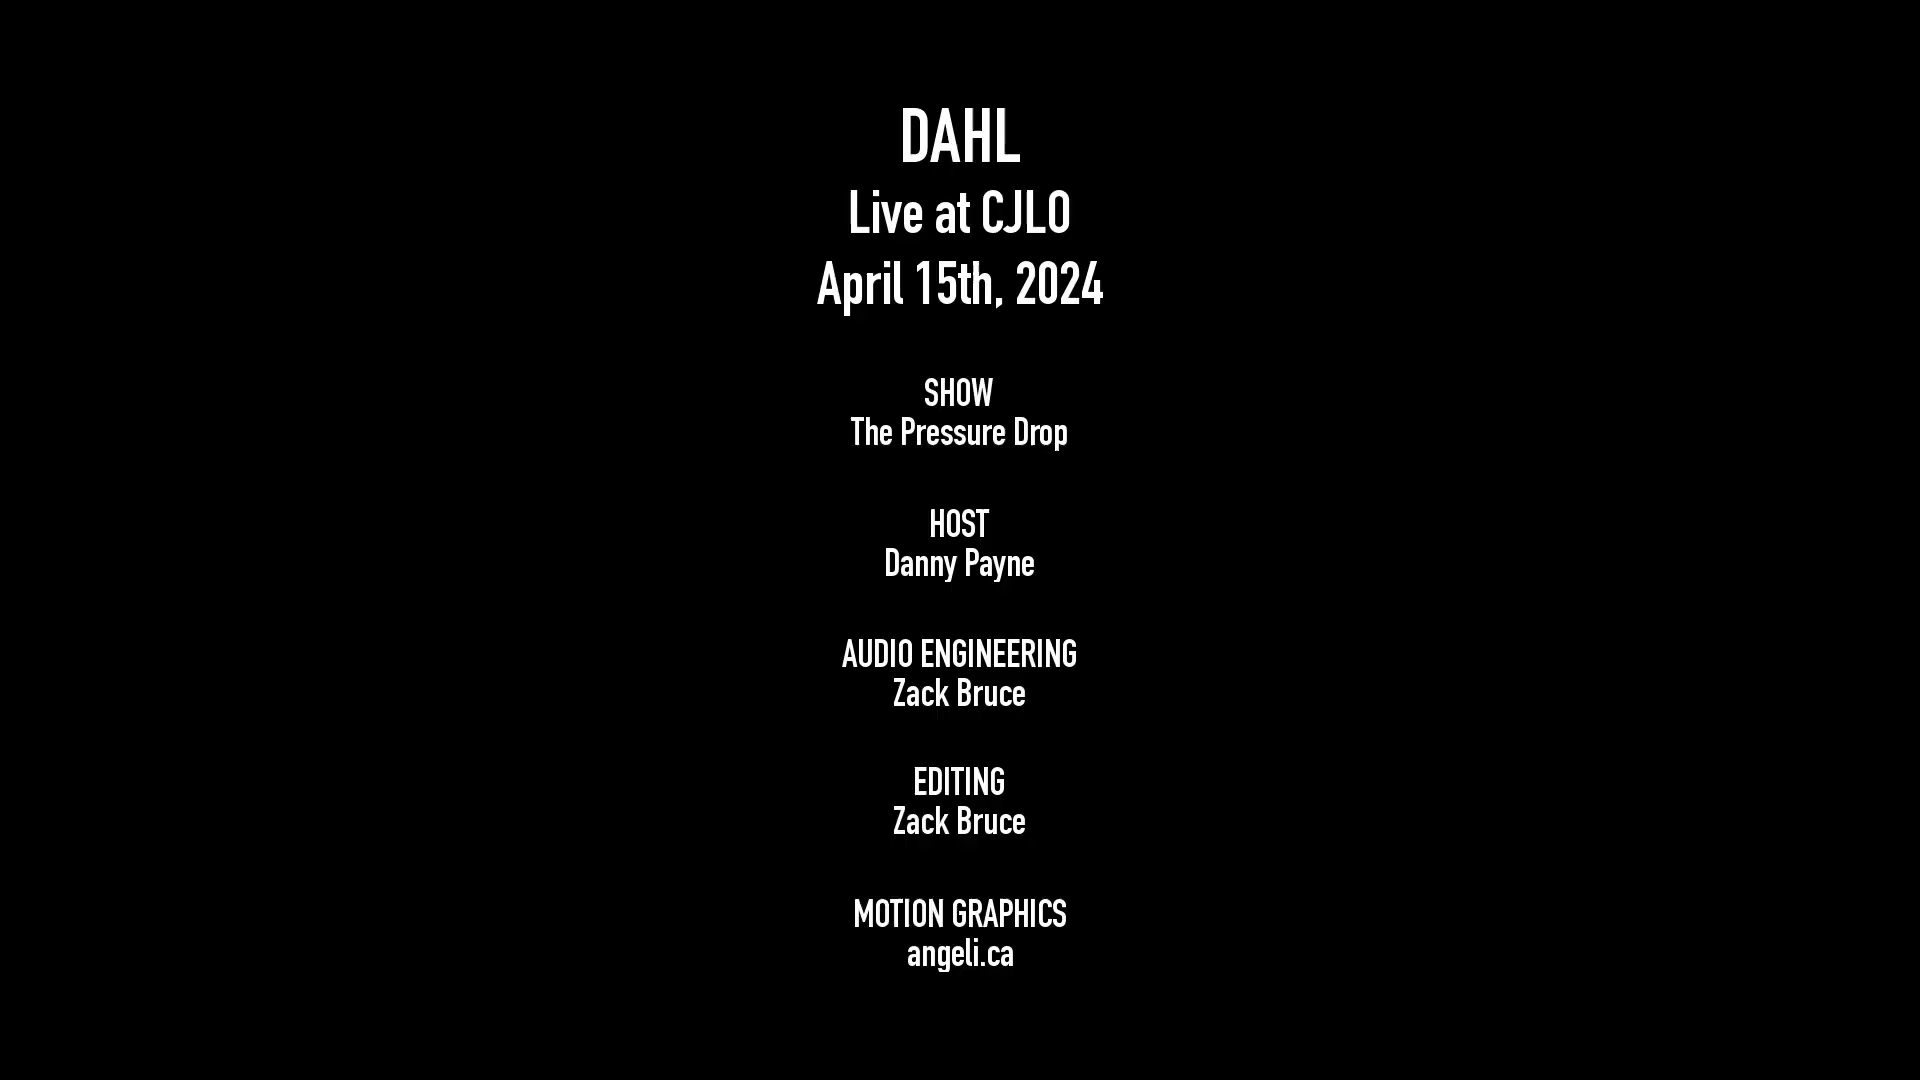 DAHL
Live at CJLO
April 15th, 2024
SHOW
The Pressure Drop
HOST
Danny Payne
AUDIO ENGINEERING
Zack Bruce
EDITING
Zack Bruce
MOTION GRAPHICS
angeli.ca